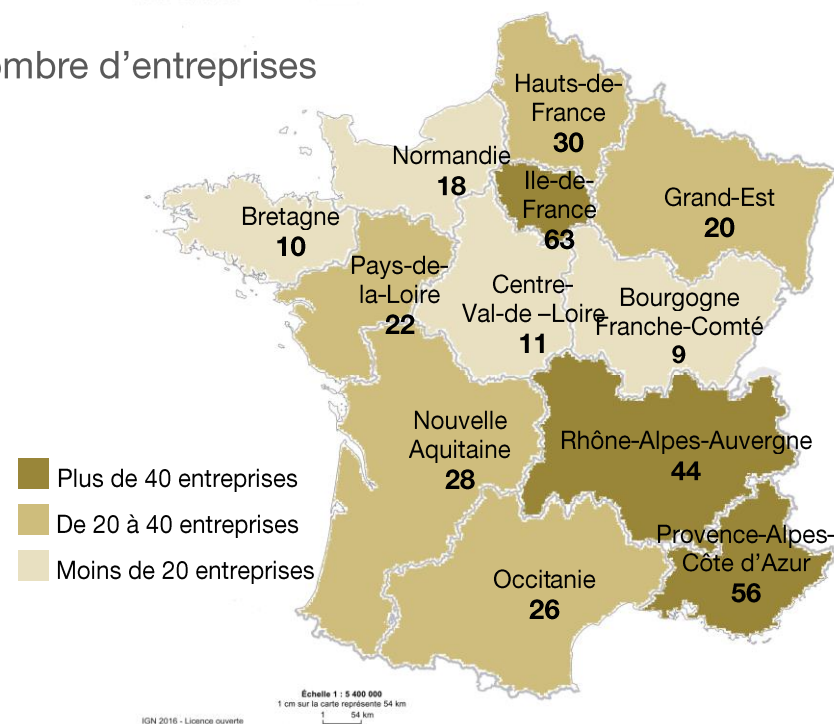 ombre d’entreprises
Hauts-de-
France
30
Normandie
18
Ile-de-
France
63
Grand-Est
20
Bretagne
10
Pays-de-
la-Loire
22
Centre-
Val-de –Loire
11
Bourgogne
Franche-Comté
9
Nouvelle
Aquitaine
28
Rhône-Alpes-Auvergne
44
Plus de 40 entreprises
De 20 à 40 entreprises
Moins de 20 entreprises
Provence-Alpes-
Côte d’Azur
56
Occitanie
26
Échelle 1 : 5 400 000
1 cm sur la carte représente 54 km
1 54 km
IGN 2016 - Licence ouverte